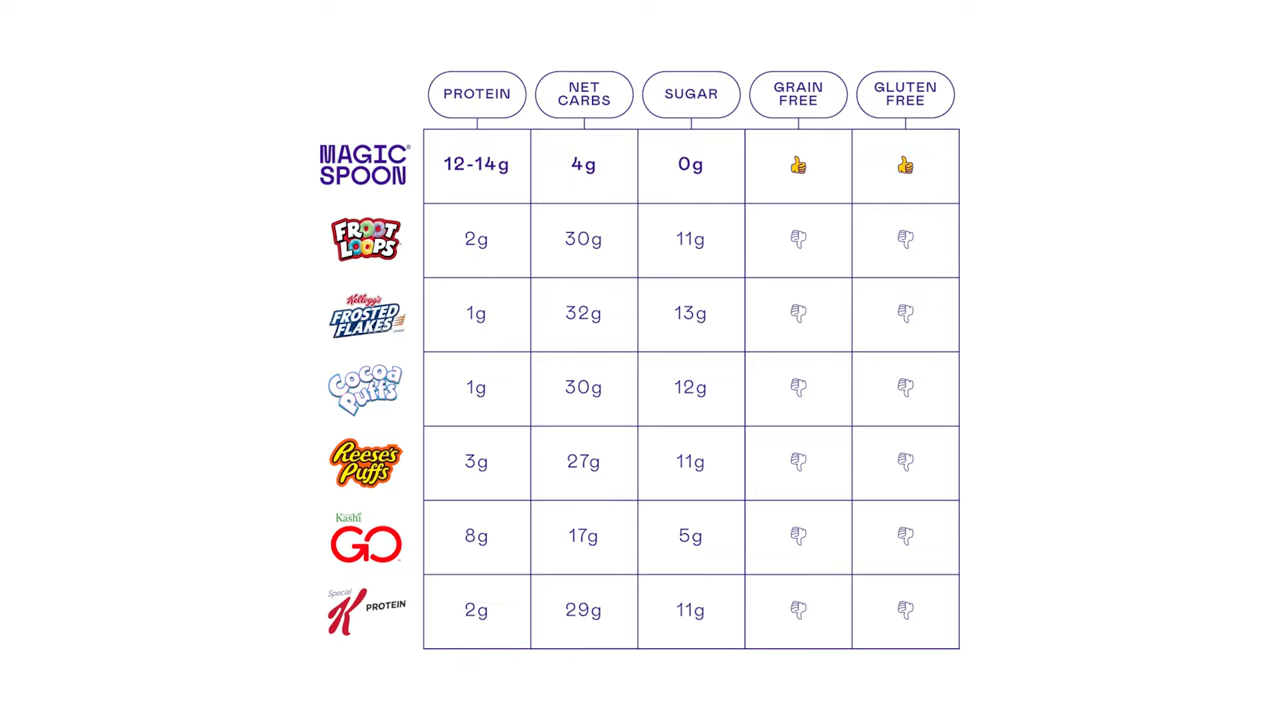 PROTEIN
NET
CARBS
SUGAR
GRAIN
FREE
GLUTEN
FREE
MAGIC
SPOON®
12-14g 4g 0g
FROOT
LOOPS
2g 30g 11g
Kellogg's
FROSTED
FLAKES
1g 32g 13g
Cocoa
Puffs
1g 30g 12g
REESE'S
PUFFS
3g 27g 11g
Kashi
GO
8g 17g 5g
Special
K PROTEIN
2g 29g 11g